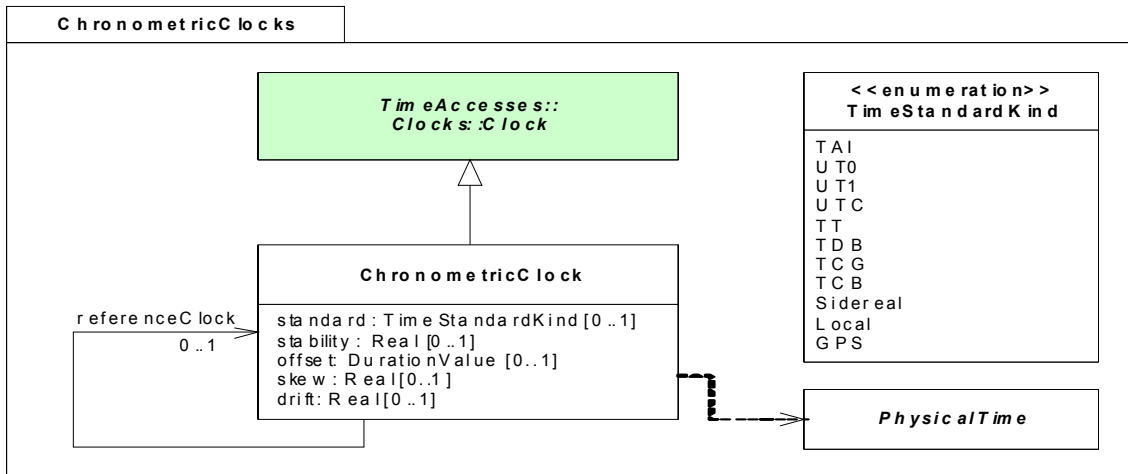 ChronometricClocks
TimeAccesses::
Clocks::Clock
<<enumeration>>
TimeStandardKind
TAI
UT0
UT1
UTC
TT
TDB
TCG
TCB
Sidereal
Local
GPS
ChronometricClock
standard: TimeStandardKind[0..1]
stability: Real[0..1]
offset: DurationValue [0..1]
skew: Real[0..1]
drift: Real[0..1]
referenceClock
0..1
PhysicalTime